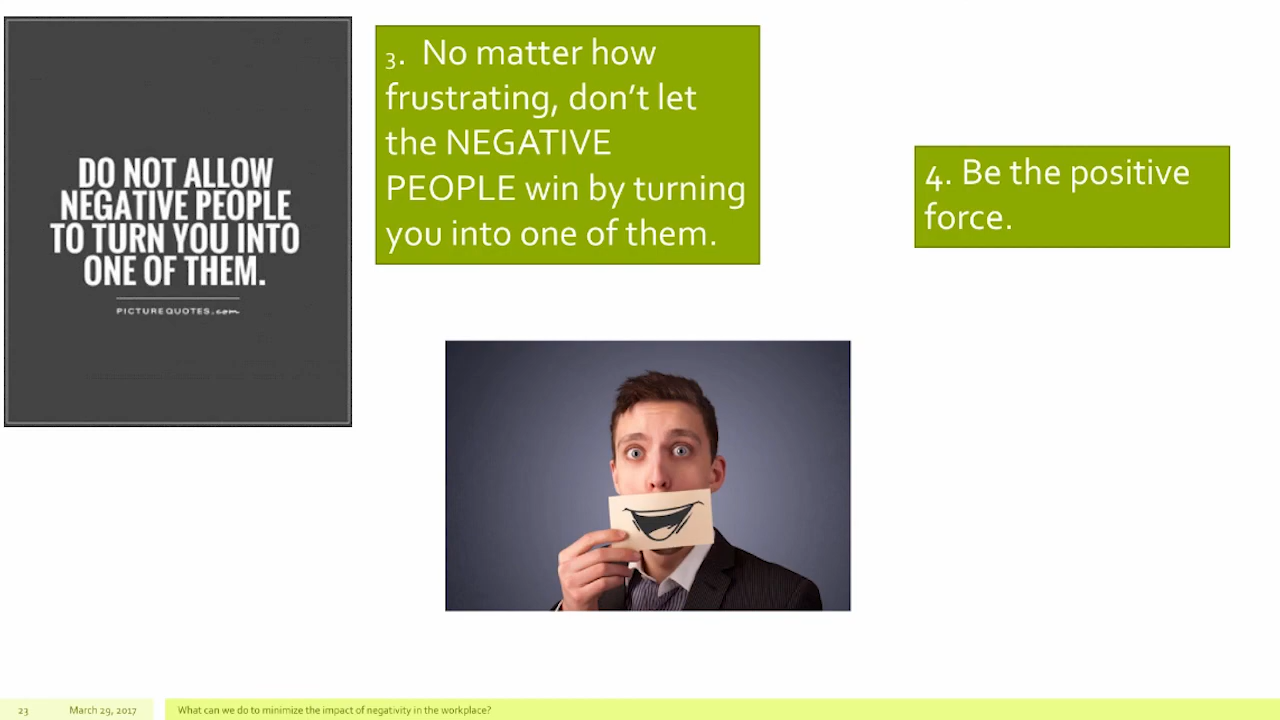 DO NOT ALLOW
NEGATIVE PEOPLE
TO TURN YOU INTO
ONE OF THEM.
PICTUREQUOTES.com
3. No matter how
frustrating, don’t let
the NEGATIVE
PEOPLE win by turning
you into one of them.
4. Be the positive
force.
23
March 29, 2017
What can we do to minimize the impact of negativity in the workplace?